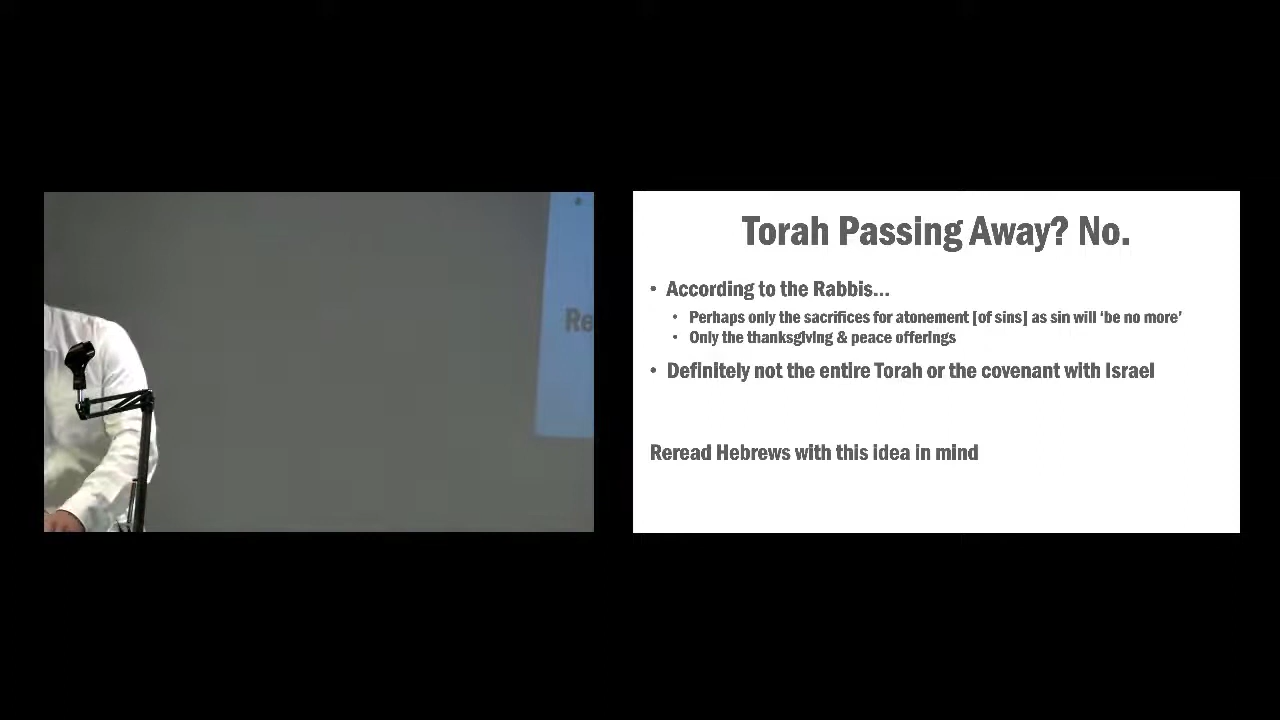 Torah Passing Away? No.
• According to the Rabbis...
• Perhaps only the sacrifices for atonement [of sins] as sin will ‘be no more’
• Only the thanksgiving & peace offerings
• Definitely not the entire Torah or the covenant with Israel
Reread Hebrews with this idea in mind
Re